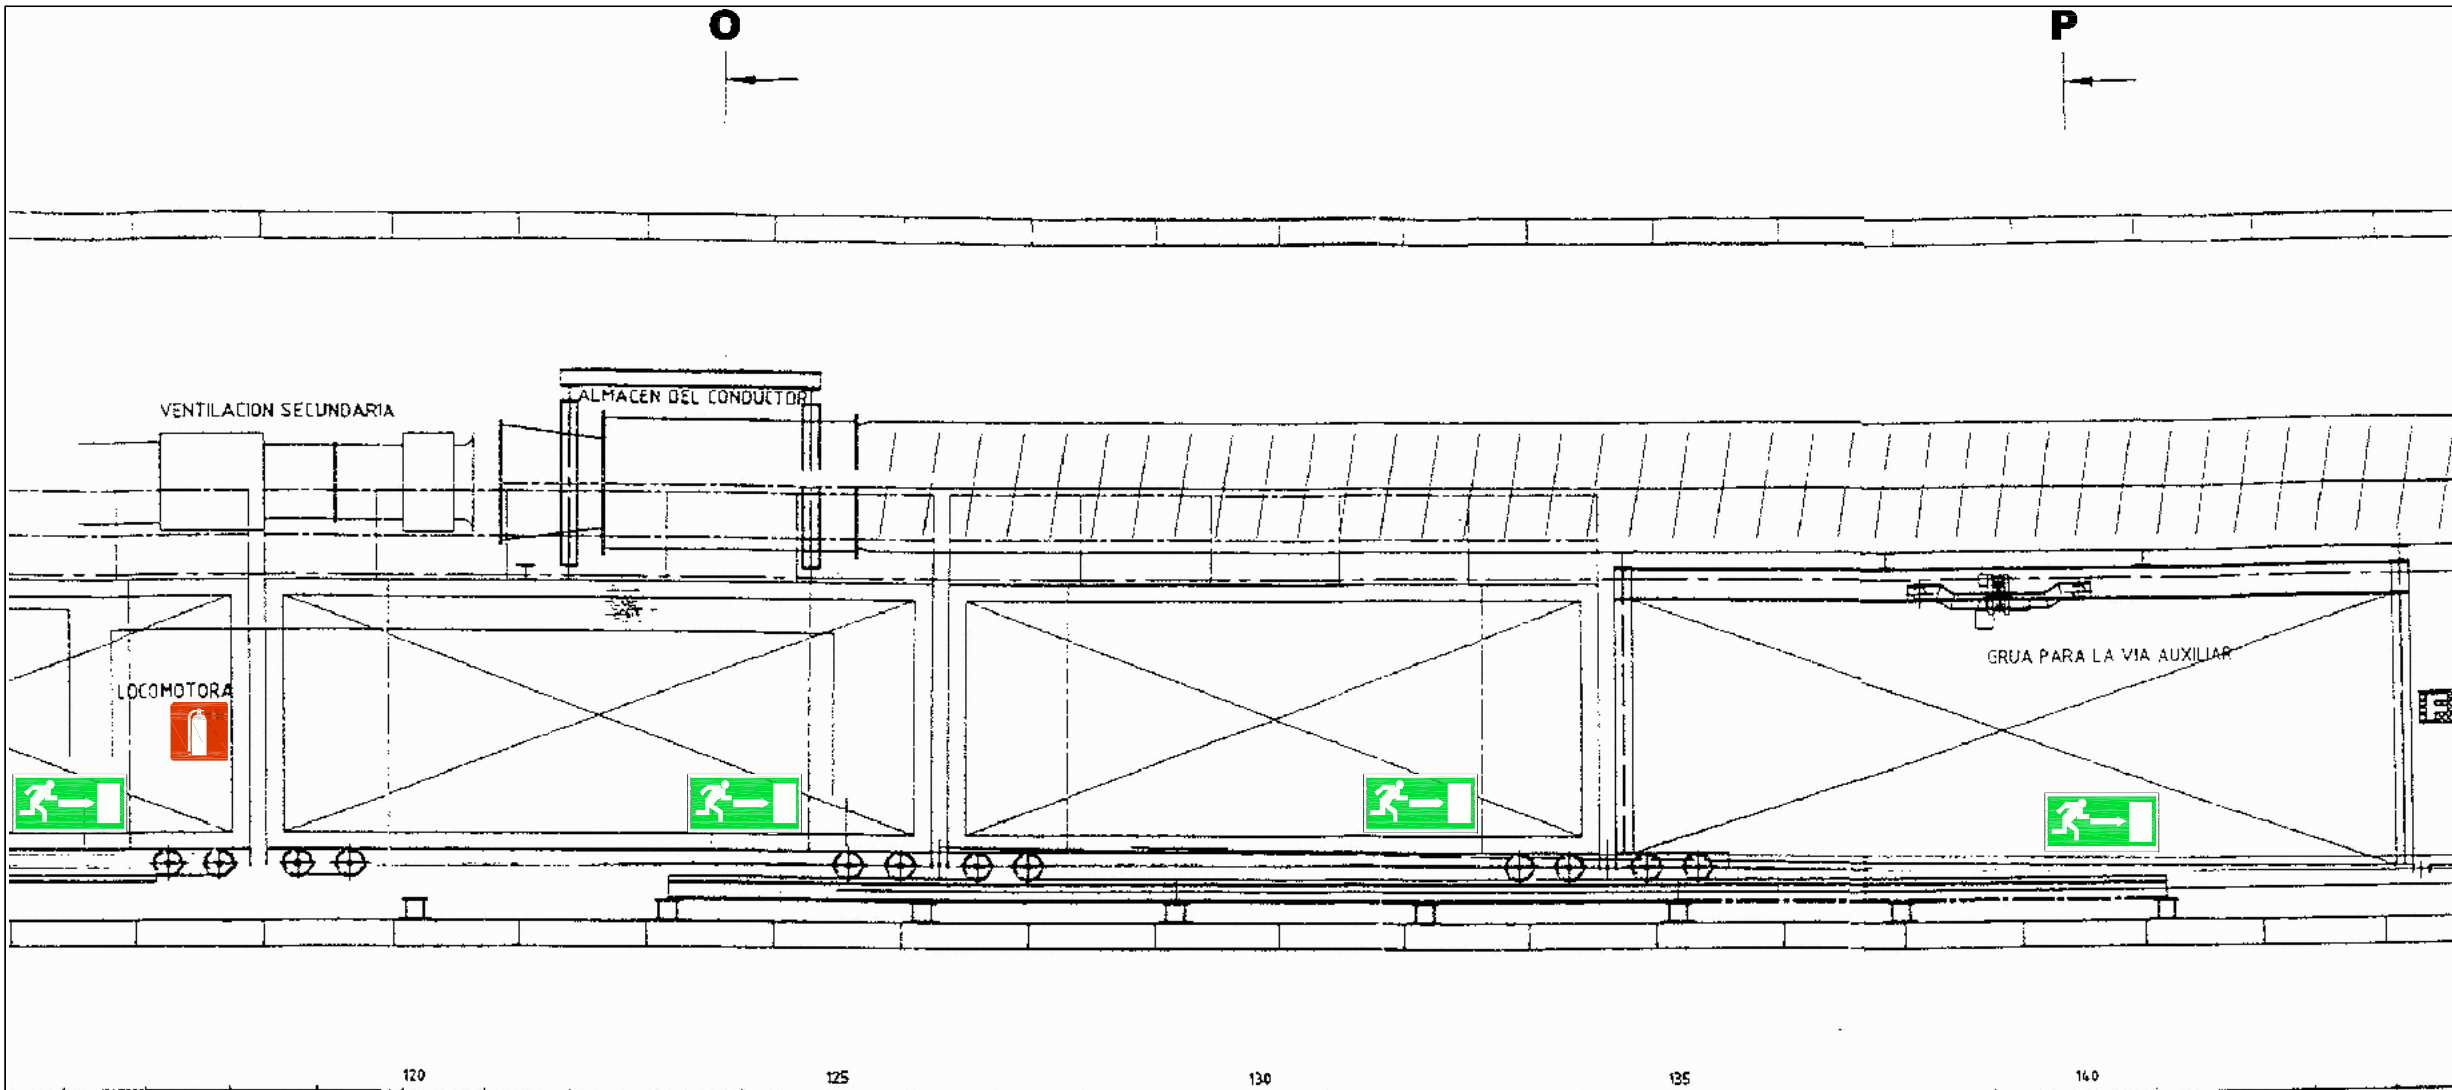 O
P
ALMACEN DEL CONDUCTOR
VENTILACION SECUNDARIA
GRUA PARA LA VIA AUXILIAR
LOCOMOTORA
120
125
130
135
140